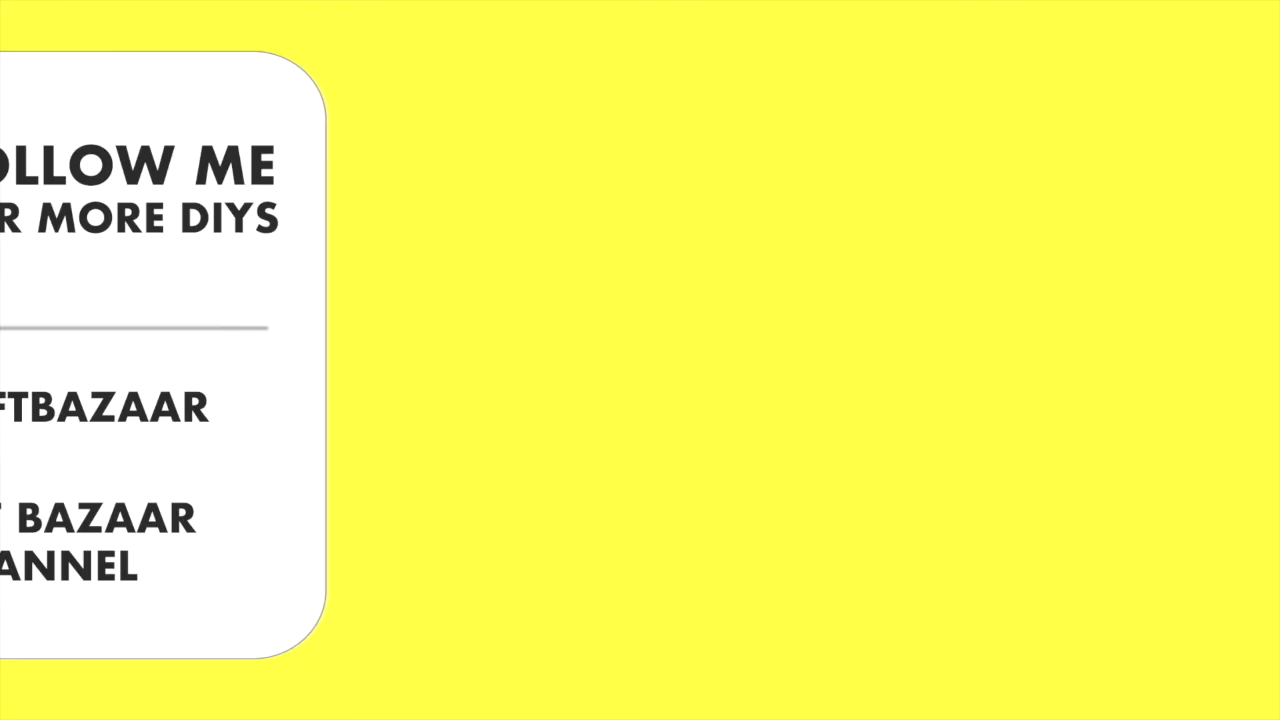 OLLOW ME
R MORE DIYS
FTBAZAAR
BAZAAR
ANNEL